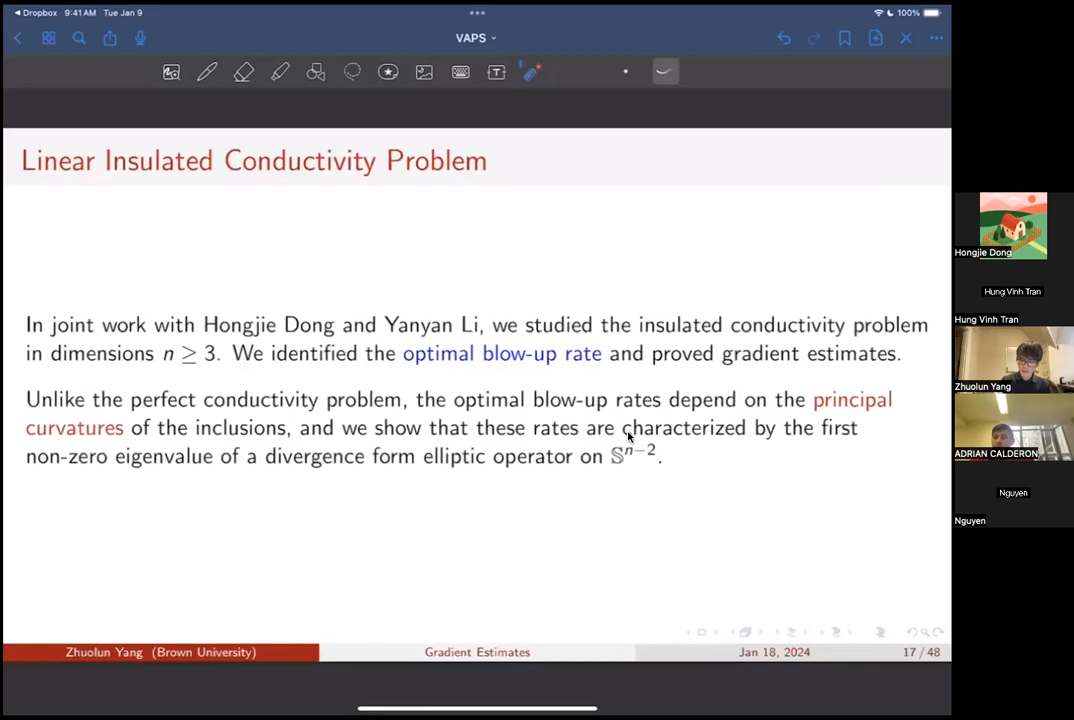 Dropbox 9:41 AM Tue Jan 9
100%
VAPS
Linear Insulated Conductivity Problem
In joint work with Hongjie Dong and Yanyan Li, we studied the insulated conductivity problem
in dimensions n ≥ 3. We identified the optimal blow-up rate and proved gradient estimates.
Unlike the perfect conductivity problem, the optimal blow-up rates depend on the principal
curvatures of the inclusions, and we show that these rates are characterized by the first
non-zero eigenvalue of a divergence form elliptic operator on 𝕊ⁿ⁻².
Zhuolun Yang (Brown University)
Gradient Estimates
Jan 18, 2024
17 / 48
Hongjie Dong
Hung Vinh Tran
Hung Vinh Tran
Zhuolun Yang
ADRIAN CALDERON
Nguyen
Nguyen